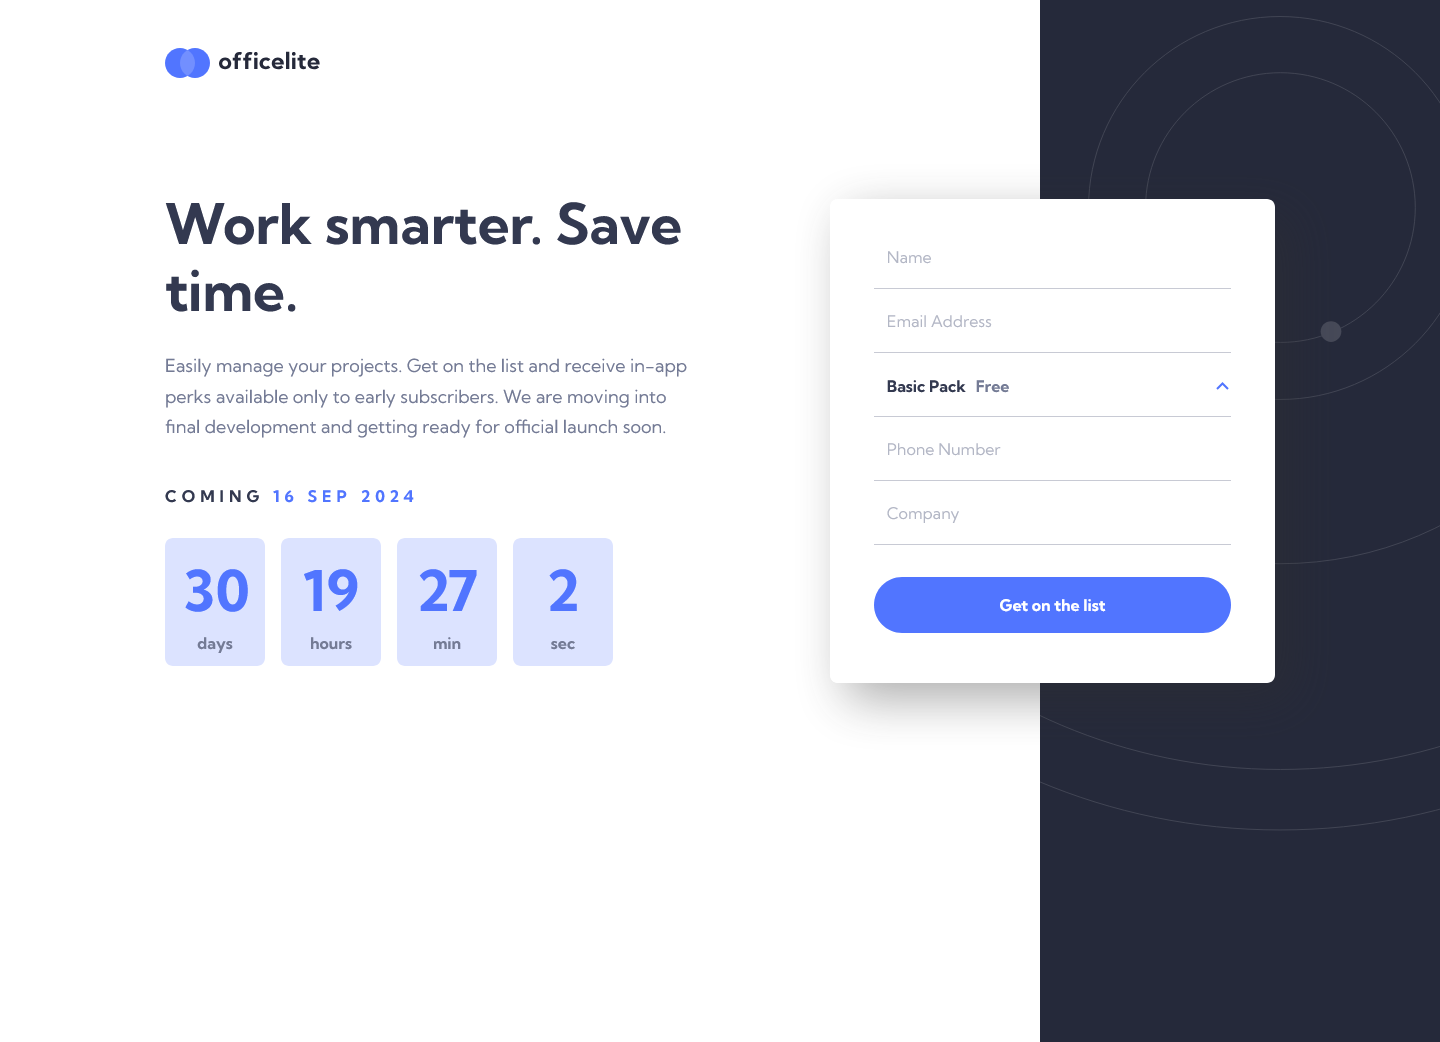 officelite
Work smarter. Save
time.
Easily manage your projects. Get on the list and receive in-app
perks available only to early subscribers. We are moving into
final development and getting ready for official launch soon.
COMING 16 SEP 2024
30 19 27 2
days hours min sec
Name
Email Address
Basic Pack Free
Phone Number
Company
Get on the list